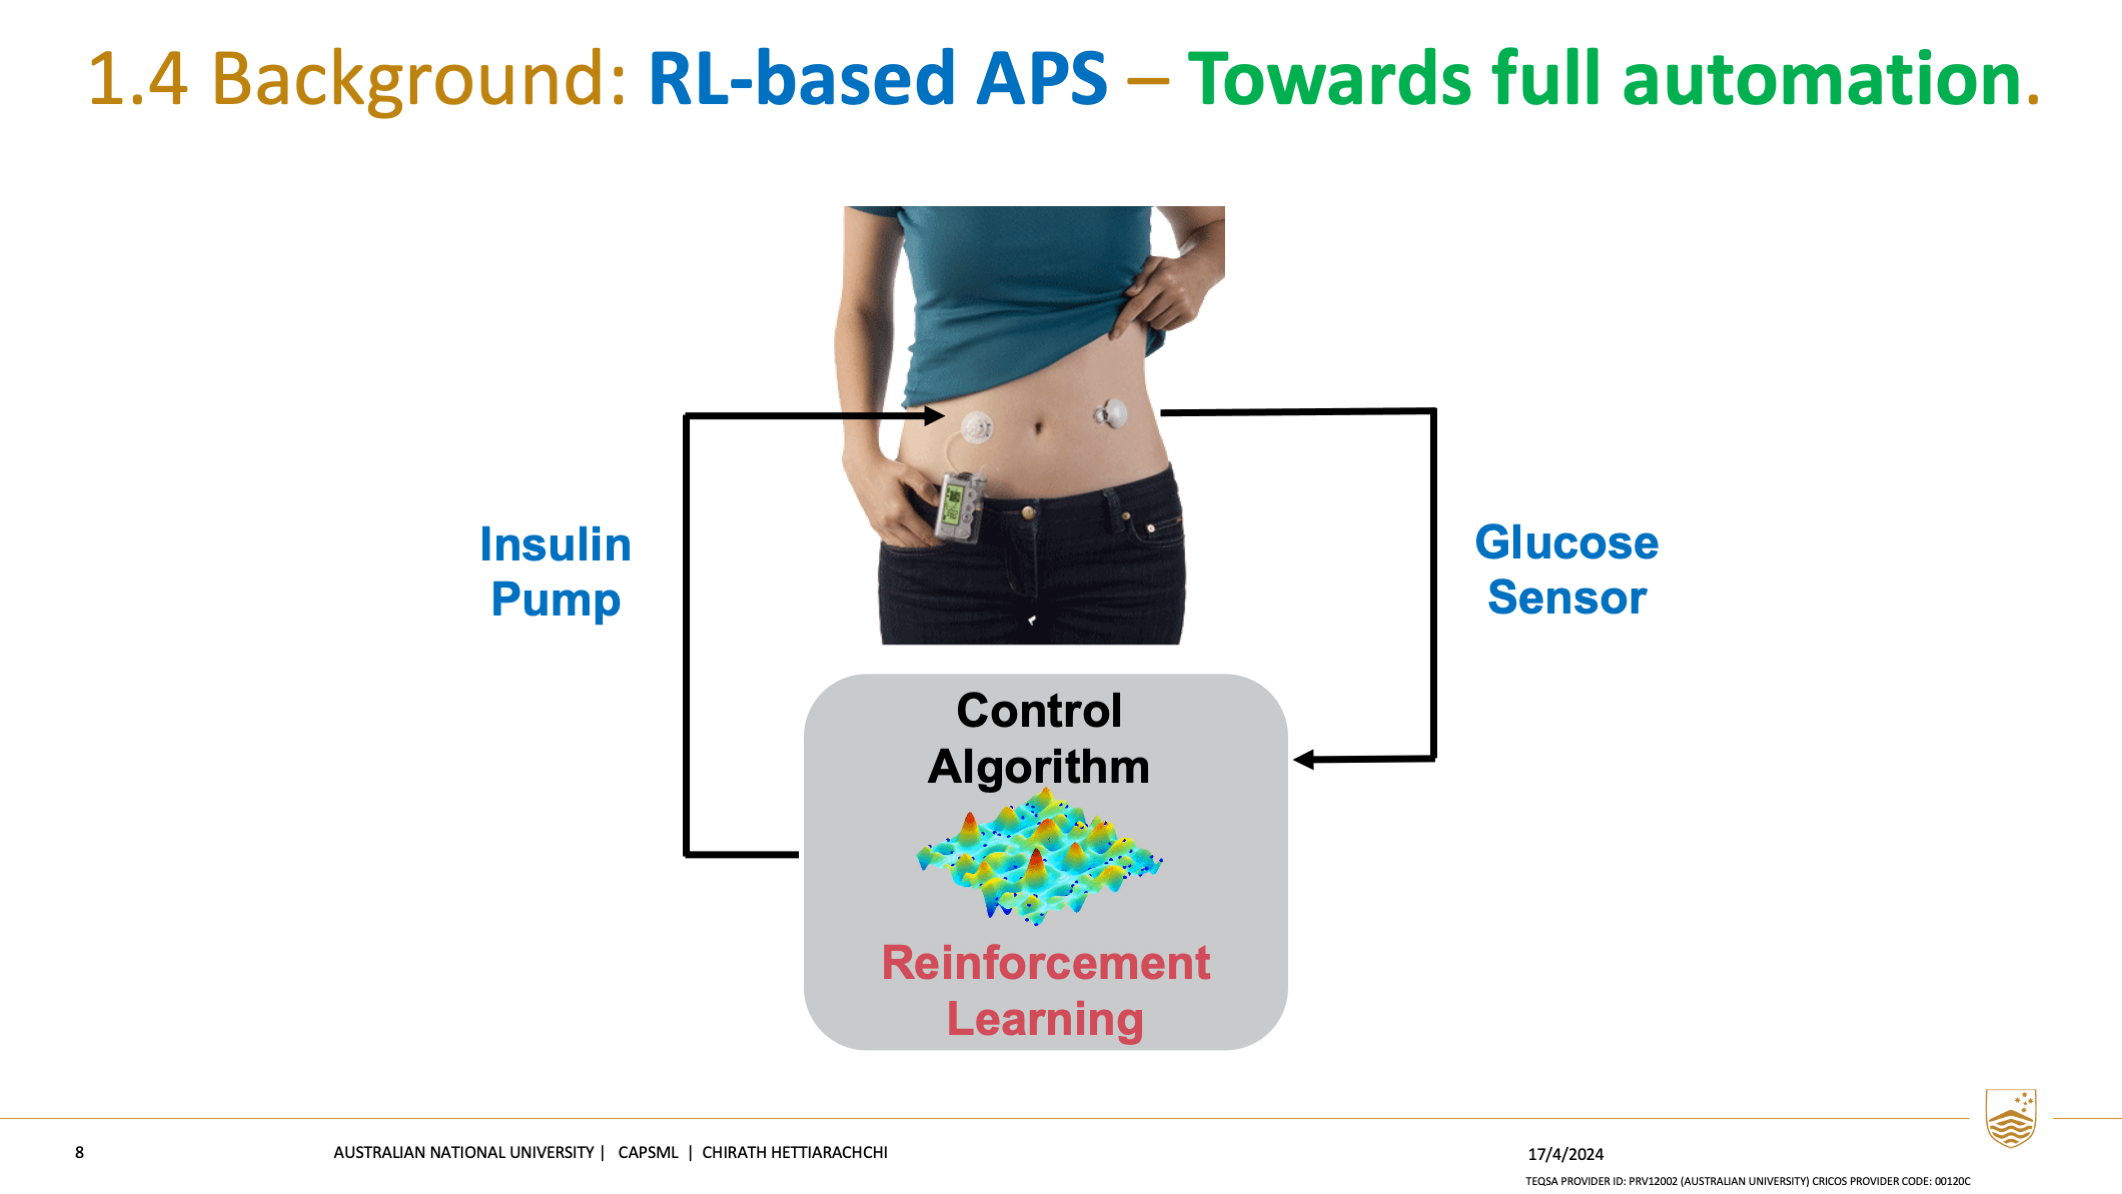 1.4 Background: RL-based APS – Towards full automation.
Insulin
Pump
Glucose
Sensor
Control
Algorithm
Reinforcement
Learning
8
AUSTRALIAN NATIONAL UNIVERSITY | CAPSML | CHIRATH HETTIARACHCHI
17/4/2024
TEQSA PROVIDER ID: PRV12002 (AUSTRALIAN UNIVERSITY) CRICOS PROVIDER CODE: 00120C